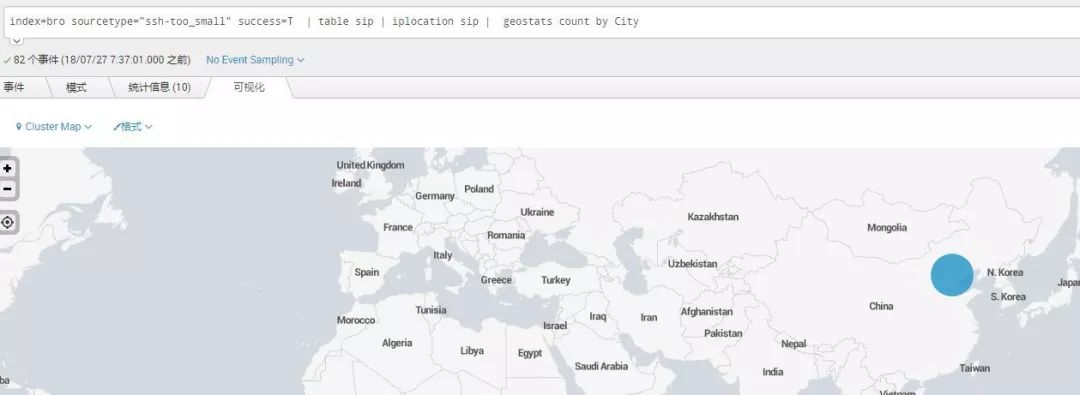 index=bro sourcetype="ssh-too_small" success=T | table sip | iplocation sip | geostats count by City
82 个事件 (18/07/27 7:37:01.000 之前) No Event Sampling
事件 模式 统计信息 (10) 可视化
Cluster Map 格式
+
−
United Kingdom
Ireland
Germany
Poland
Ukraine
Kazakhstan
Mongolia
France
Romania
Italy
Uzbekistan
Spain
Greece
Turkey
N. Korea
Japa
S. Korea
China
Tunisia
Morocco
Israel
Iraq
Iran
Afghanistan
Pakistan
Algeria
Libya
Egypt
Nepal
Saudi Arabia
India
Taiwan
ba
Vietnam